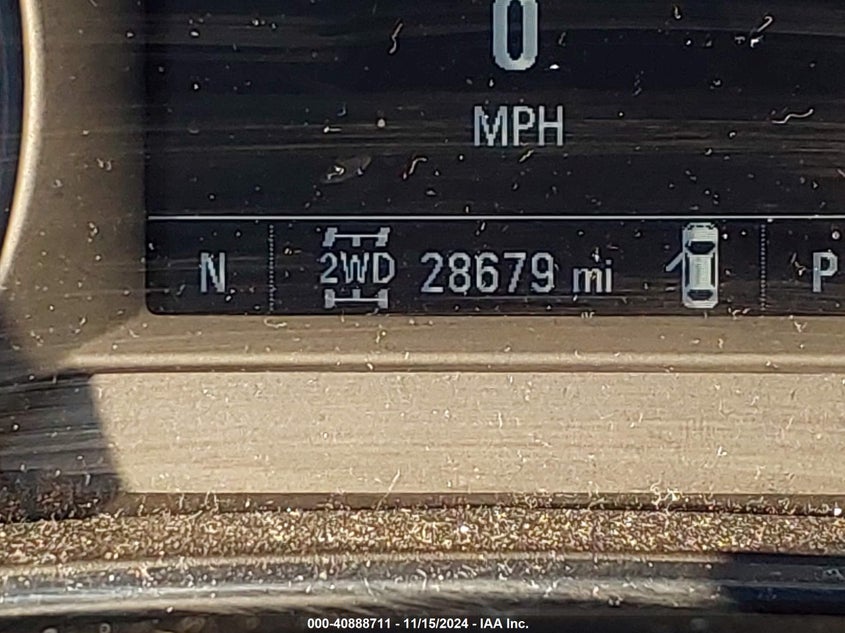 0
MPH
N 2WD 28679 mi P
000-40888711 - 11/15/2024 - IAA Inc.